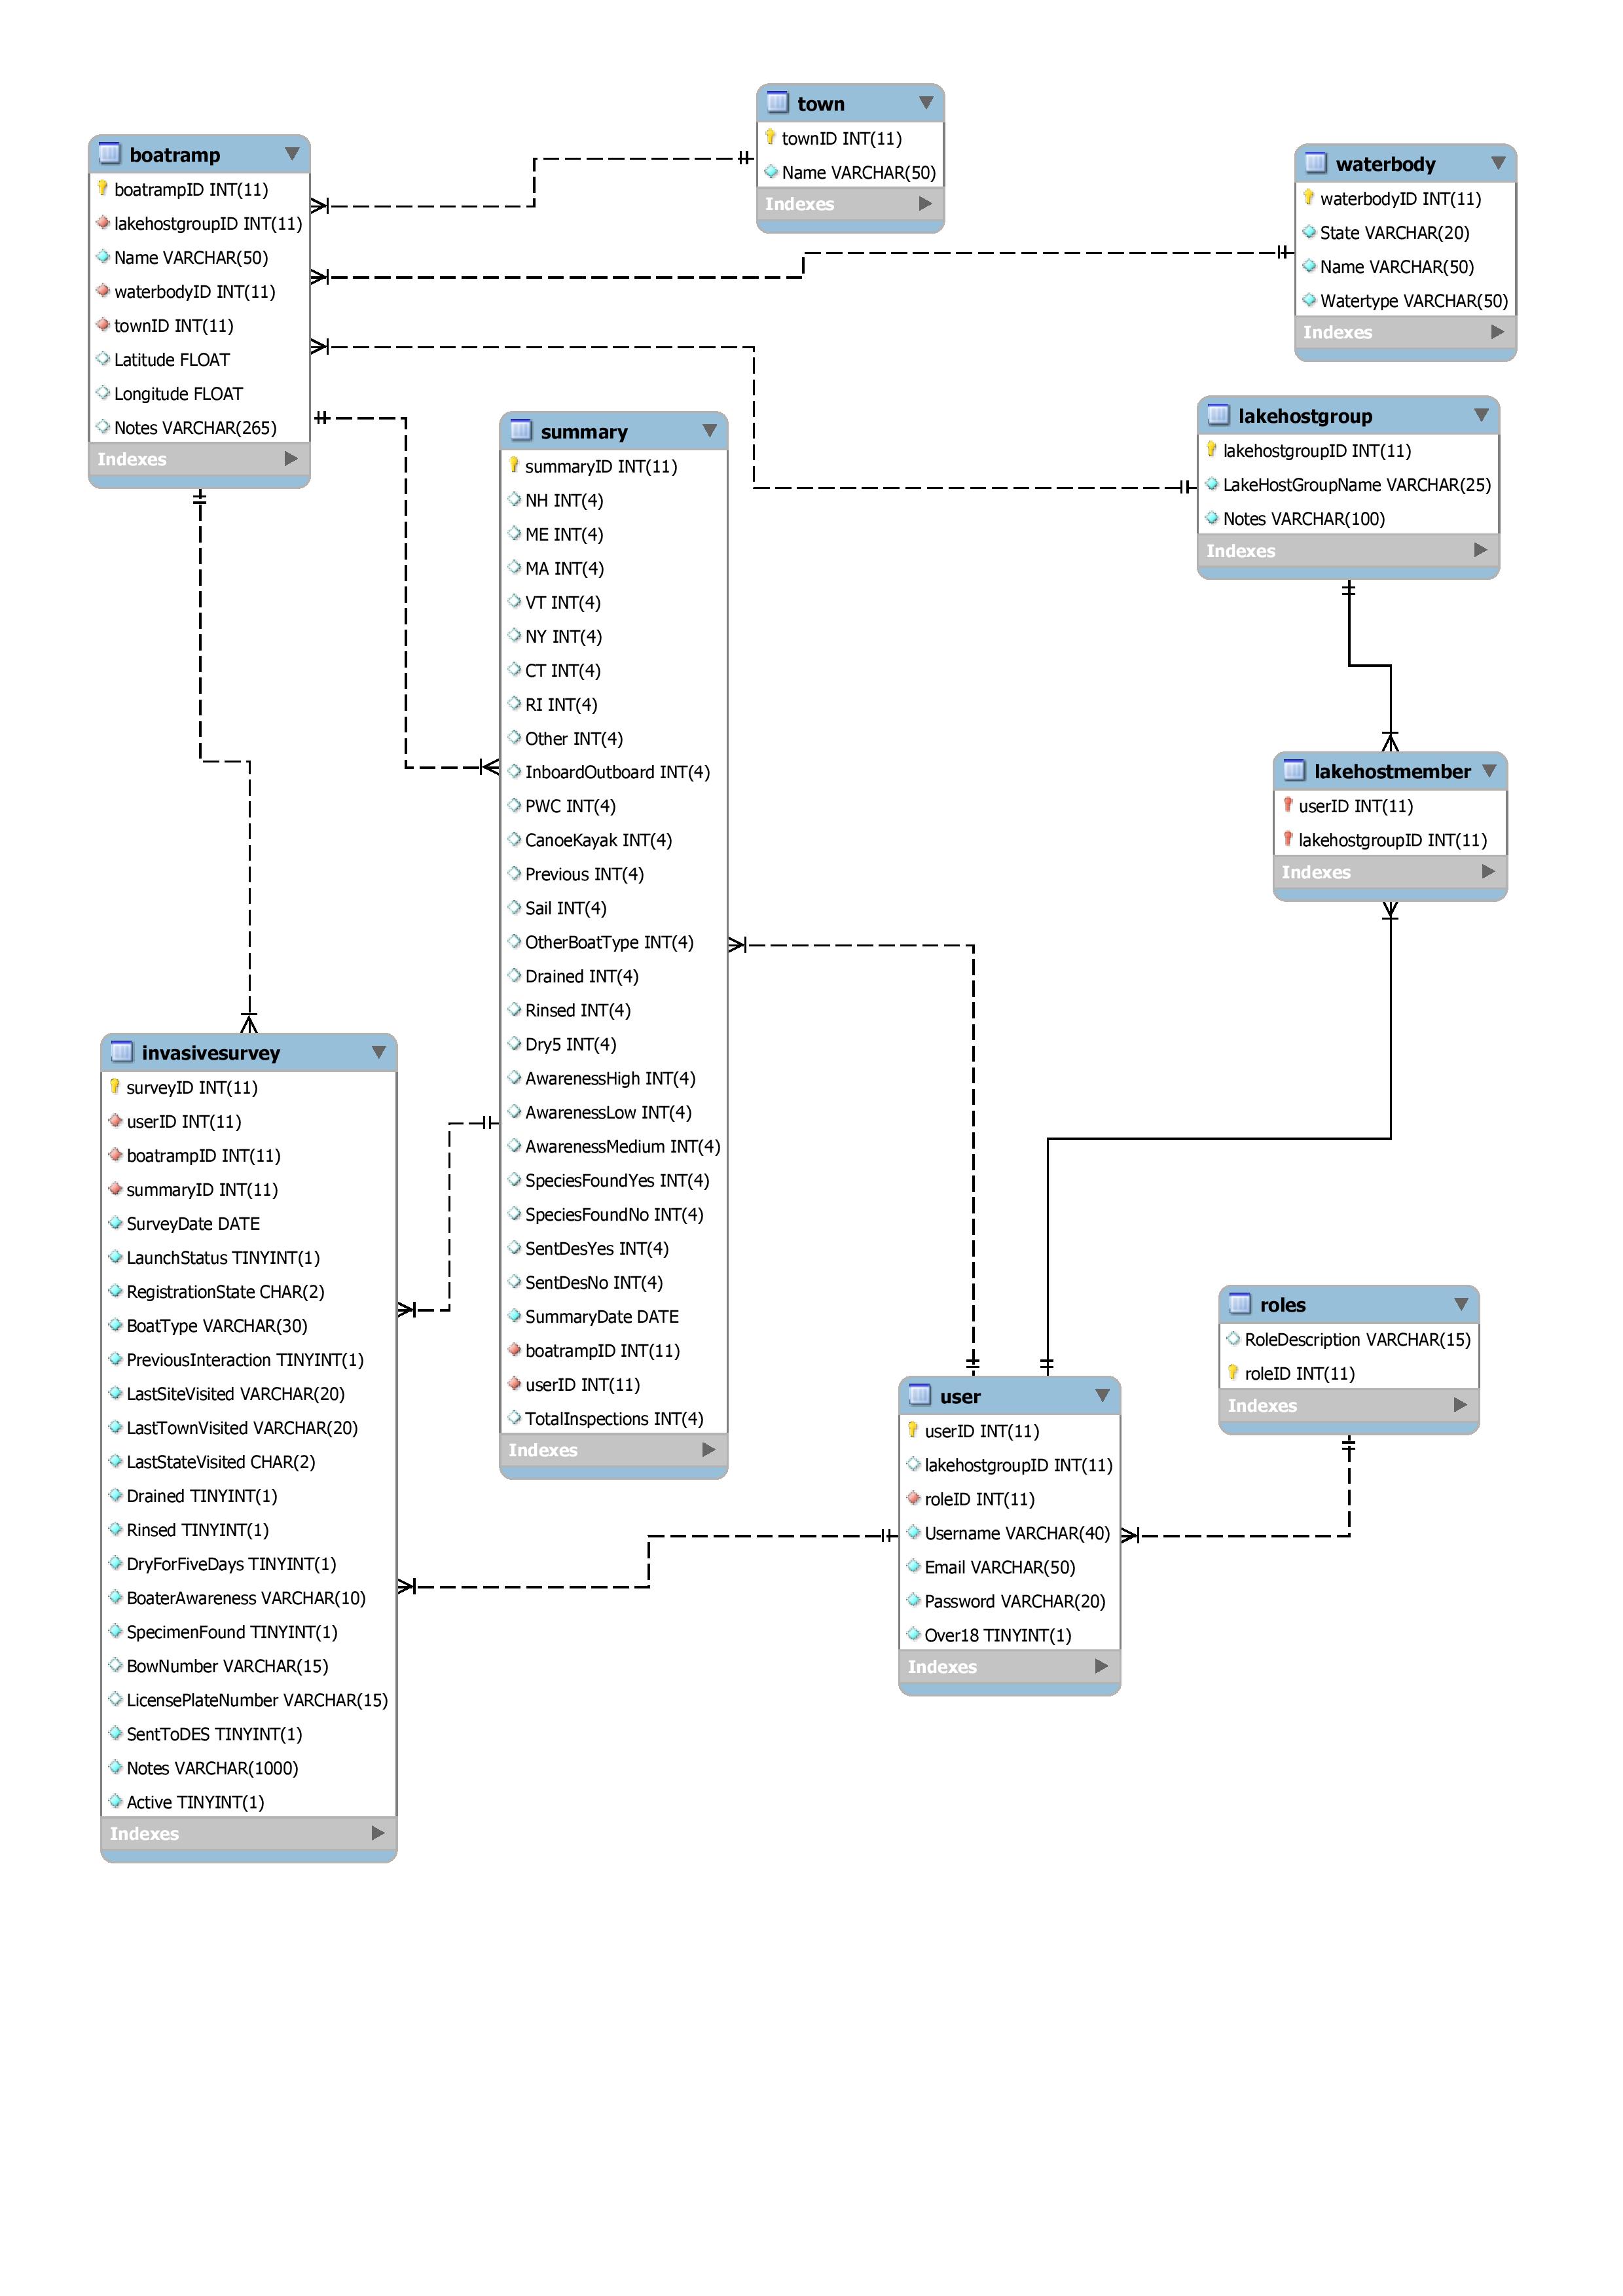 town
townID INT(11)
Name VARCHAR(50)
Indexes
boatramp
boatrampID INT(11)
lakehostgroupID INT(11)
Name VARCHAR(50)
waterbodyID INT(11)
townID INT(11)
Latitude FLOAT
Longitude FLOAT
Notes VARCHAR(265)
Indexes
waterbody
waterbodyID INT(11)
State VARCHAR(20)
Name VARCHAR(50)
Watertype VARCHAR(50)
Indexes
lakehostgroup
lakehostgroupID INT(11)
LakeHostGroupName VARCHAR(25)
Notes VARCHAR(100)
Indexes
summary
summaryID INT(11)
NH INT(4)
ME INT(4)
MA INT(4)
VT INT(4)
NY INT(4)
CT INT(4)
RI INT(4)
Other INT(4)
InboardOutboard INT(4)
PWC INT(4)
CanoeKayak INT(4)
Previous INT(4)
Sail INT(4)
OtherBoatType INT(4)
Drained INT(4)
Rinsed INT(4)
Dry5 INT(4)
AwarenessHigh INT(4)
AwarenessLow INT(4)
AwarenessMedium INT(4)
SpeciesFoundYes INT(4)
SpeciesFoundNo INT(4)
SentDesYes INT(4)
SentDesNo INT(4)
SummaryDate DATE
boatrampID INT(11)
userID INT(11)
TotalInspections INT(4)
Indexes
lakehostmember
userID INT(11)
lakehostgroupID INT(11)
Indexes
invasivesurvey
surveyID INT(11)
userID INT(11)
boatrampID INT(11)
summaryID INT(11)
SurveyDate DATE
LaunchStatus TINYINT(1)
RegistrationState CHAR(2)
BoatType VARCHAR(30)
PreviousInteraction TINYINT(1)
LastSiteVisited VARCHAR(20)
LastTownVisited VARCHAR(20)
LastStateVisited CHAR(2)
Drained TINYINT(1)
Rinsed TINYINT(1)
DryForFiveDays TINYINT(1)
BoaterAwareness VARCHAR(10)
SpecimenFound TINYINT(1)
BowNumber VARCHAR(15)
LicensePlateNumber VARCHAR(15)
SentToDES TINYINT(1)
Notes VARCHAR(1000)
Active TINYINT(1)
Indexes
roles
RoleDescription VARCHAR(15)
roleID INT(11)
Indexes
user
userID INT(11)
lakehostgroupID INT(11)
roleID INT(11)
Username VARCHAR(40)
Email VARCHAR(50)
Password VARCHAR(20)
Over18 TINYINT(1)
Indexes